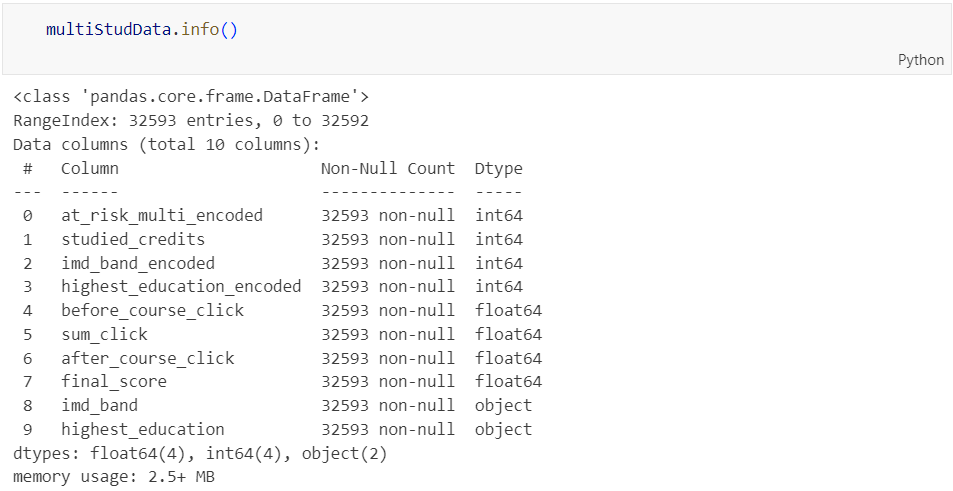 multiStudData.info()
Python
<class 'pandas.core.frame.DataFrame'>
RangeIndex: 32593 entries, 0 to 32592
Data columns (total 10 columns):
 #   Column                     Non-Null Count  Dtype
---  ------                     --------------  -----
 0   at_risk_multi_encoded      32593 non-null  int64
 1   studied_credits            32593 non-null  int64
 2   imd_band_encoded           32593 non-null  int64
 3   highest_education_encoded  32593 non-null  int64
 4   before_course_click        32593 non-null  float64
 5   sum_click                  32593 non-null  float64
 6   after_course_click         32593 non-null  float64
 7   final_score                32593 non-null  float64
 8   imd_band                   32593 non-null  object
 9   highest_education          32593 non-null  object
dtypes: float64(4), int64(4), object(2)
memory usage: 2.5+ MB